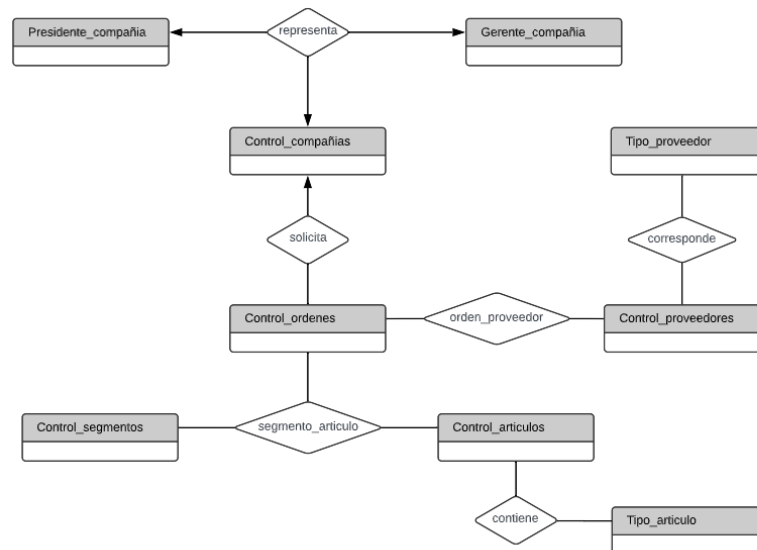 Presidente_compañia
representa
Gerente_compañia
Control_compañias
Tipo_proveedor
solicita
corresponde
Control_ordenes
orden_proveedor
Control_proveedores
Control_segmentos
segmento_articulo
Control_articulos
contiene
Tipo_articulo